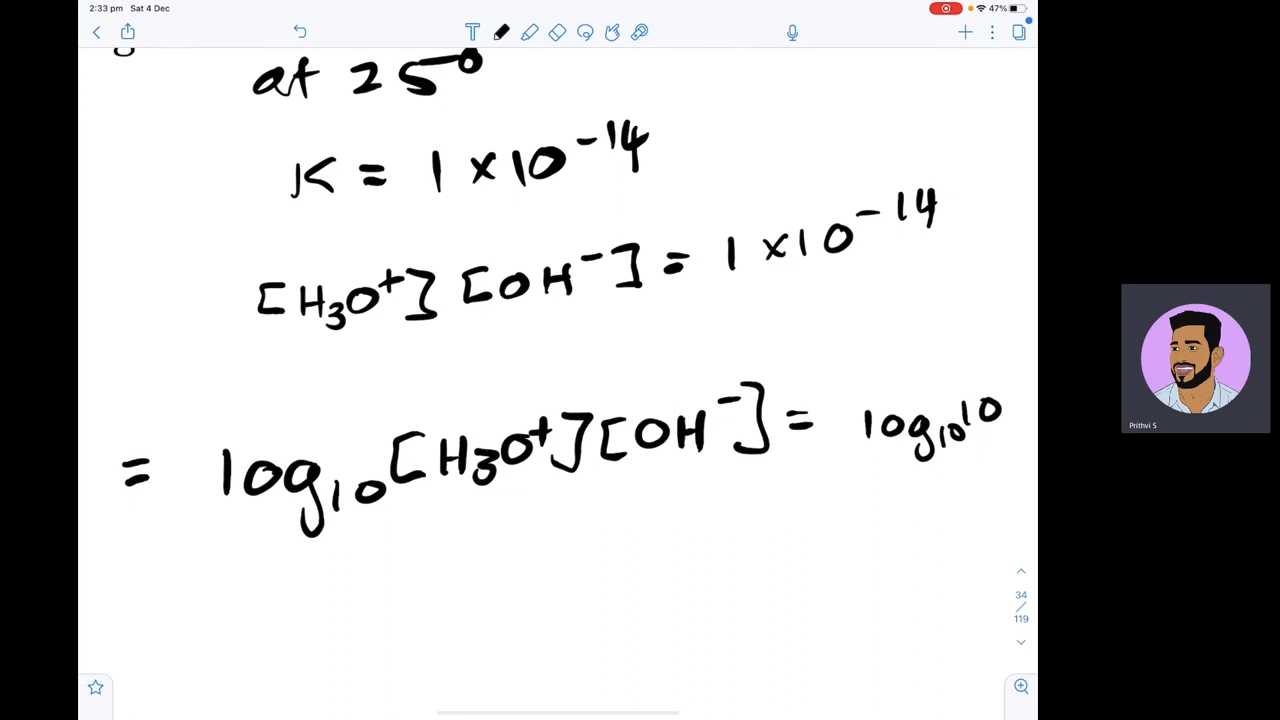 2:33 pm Sat 4 Dec 47%
at 25⁰
K = 1 × 10⁻¹⁴
[H₃O⁺] [OH⁻] = 1 × 10⁻¹⁴
= log₁₀[H₃O⁺][OH⁻] = log₁₀10
Prithvi S
34
/
119